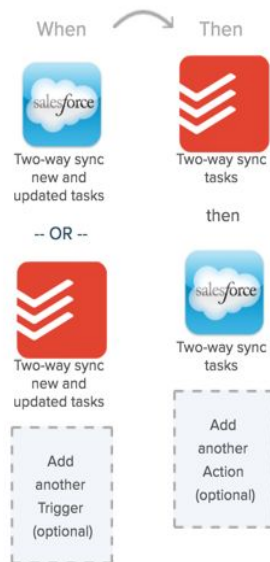 When
Then
salesforce
Two-way sync
new and
updated tasks
-- OR --
Two-way sync
new and
updated tasks
Add
another
Trigger
(optional)
Two-way sync
tasks
then
salesforce
Two-way sync
tasks
Add
another
Action
(optional)